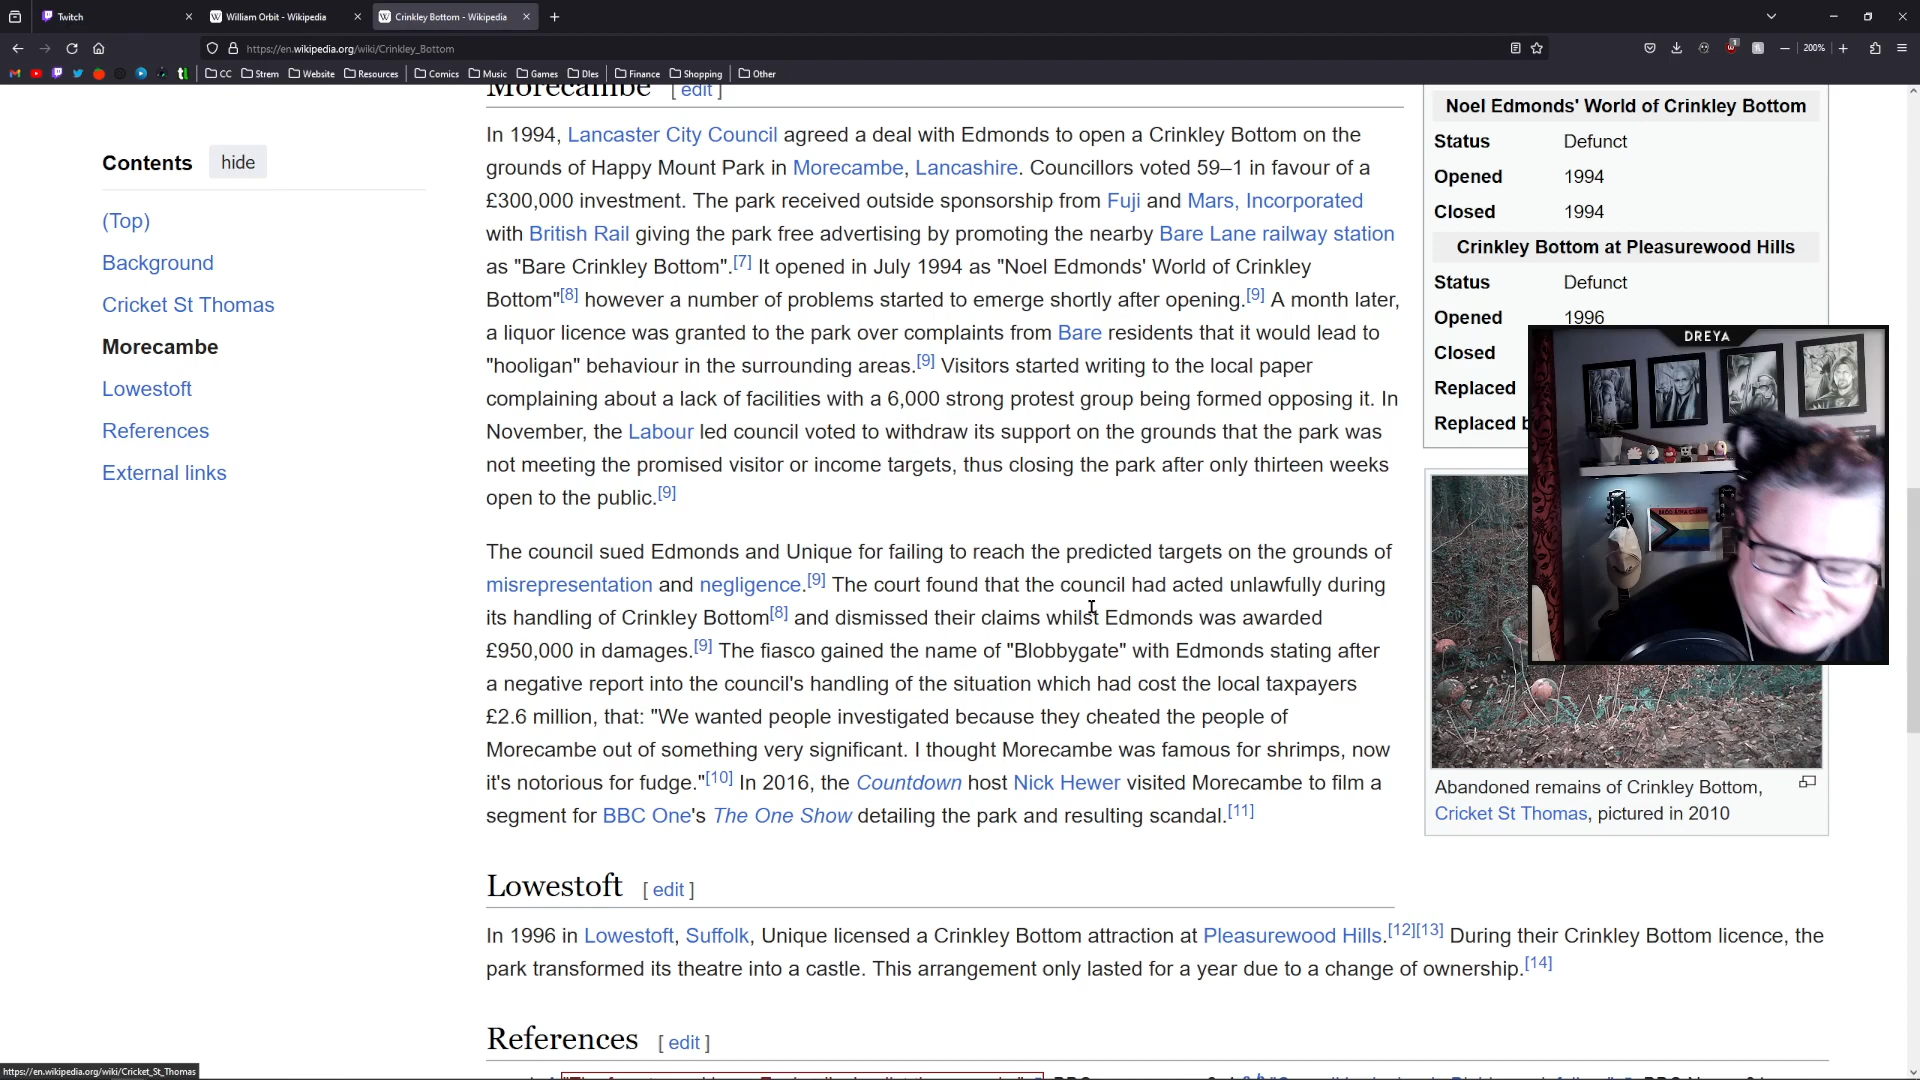 Twitch
William Orbit - Wikipedia
Crinkley Bottom - Wikipedia
https://en.wikipedia.org/wiki/Crinkley_Bottom
200%
CC Strem Website Resources Comics Music Games Dles Finance Shopping Other
Contents hide
(Top)
Background
Cricket St Thomas
Morecambe
Lowestoft
References
External links
Morecambe [ edit ]
In 1994, Lancaster City Council agreed a deal with Edmonds to open a Crinkley Bottom on the
grounds of Happy Mount Park in Morecambe, Lancashire. Councillors voted 59–1 in favour of a
£300,000 investment. The park received outside sponsorship from Fuji and Mars, Incorporated
with British Rail giving the park free advertising by promoting the nearby Bare Lane railway station
as "Bare Crinkley Bottom".[7] It opened in July 1994 as "Noel Edmonds' World of Crinkley
Bottom"[8] however a number of problems started to emerge shortly after opening.[9] A month later,
a liquor licence was granted to the park over complaints from Bare residents that it would lead to
"hooligan" behaviour in the surrounding areas.[9] Visitors started writing to the local paper
complaining about a lack of facilities with a 6,000 strong protest group being formed opposing it. In
November, the Labour led council voted to withdraw its support on the grounds that the park was
not meeting the promised visitor or income targets, thus closing the park after only thirteen weeks
open to the public.[9]
The council sued Edmonds and Unique for failing to reach the predicted targets on the grounds of
misrepresentation and negligence.[9] The court found that the council had acted unlawfully during
its handling of Crinkley Bottom[8] and dismissed their claims whilst Edmonds was awarded
£950,000 in damages.[9] The fiasco gained the name of "Blobbygate" with Edmonds stating after
a negative report into the council's handling of the situation which had cost the local taxpayers
£2.6 million, that: "We wanted people investigated because they cheated the people of
Morecambe out of something very significant. I thought Morecambe was famous for shrimps, now
it's notorious for fudge."[10] In 2016, the Countdown host Nick Hewer visited Morecambe to film a
segment for BBC One's The One Show detailing the park and resulting scandal.[11]
Lowestoft [ edit ]
In 1996 in Lowestoft, Suffolk, Unique licensed a Crinkley Bottom attraction at Pleasurewood Hills.[12][13] During their Crinkley Bottom licence, the
park transformed its theatre into a castle. This arrangement only lasted for a year due to a change of ownership.[14]
References [ edit ]
Noel Edmonds' World of Crinkley Bottom
Status Defunct
Opened 1994
Closed 1994
Crinkley Bottom at Pleasurewood Hills
Status Defunct
Opened 1996
Closed
Replaced
Replaced
DREYA
Abandoned remains of Crinkley Bottom,
Cricket St Thomas, pictured in 2010
https://en.wikipedia.org/wiki/Cricket_St_Thomas